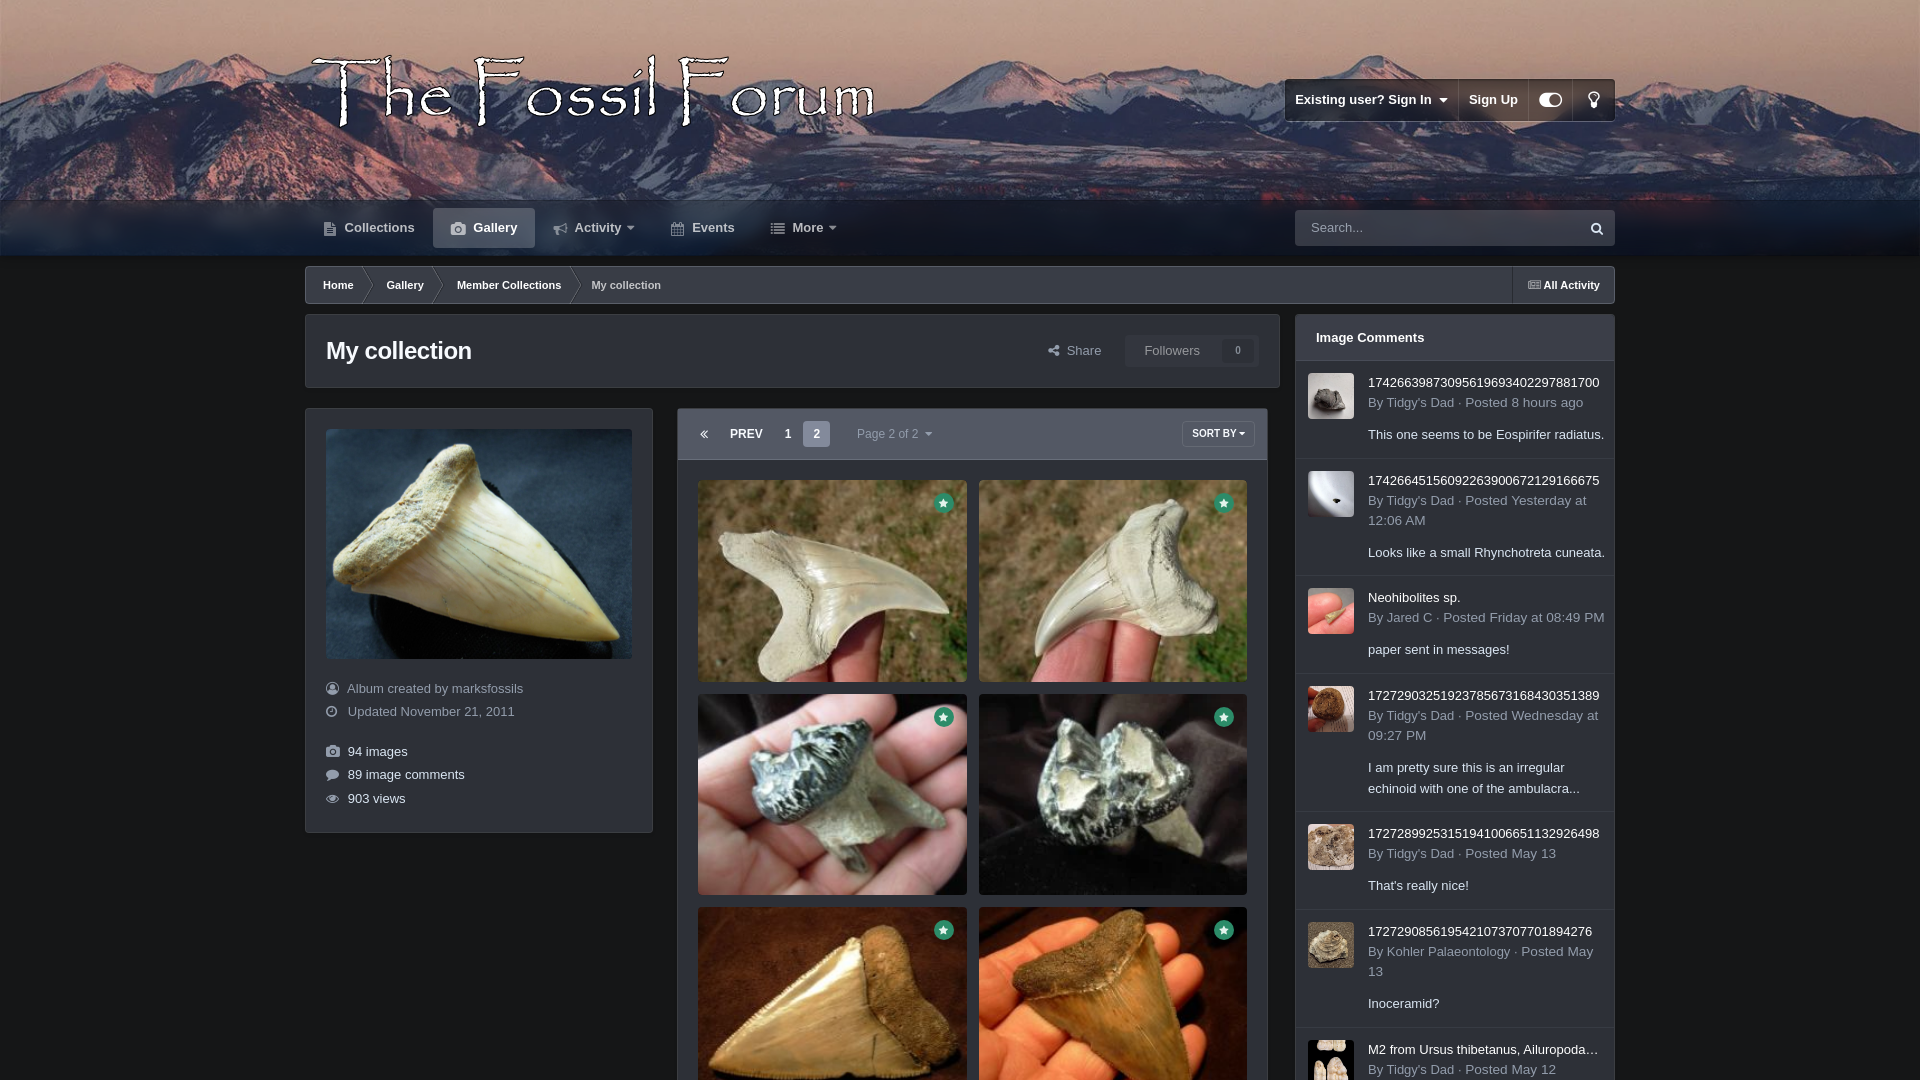 The Fossil Forum
Existing user? Sign In
Sign Up
Collections
Gallery
Activity
Events
More
Search...
Home
Gallery
Member Collections
My collection
All Activity
My collection
Share
Followers
0
Album created by marksfossils
Updated November 21, 2011
94 images
89 image comments
903 views
PREV
1
2
Page 2 of 2
SORT BY
Image Comments
17426639873095619693402297881700
By Tidgy's Dad · Posted 8 hours ago
This one seems to be Eospirifer radiatus.
17426645156092263900672129166675
By Tidgy's Dad · Posted Yesterday at
12:06 AM
Looks like a small Rhynchotreta cuneata.
Neohibolites sp.
By Jared C · Posted Friday at 08:49 PM
paper sent in messages!
17272903251923785673168430351389
By Tidgy's Dad · Posted Wednesday at
09:27 PM
I am pretty sure this is an irregular
echinoid with one of the ambulacra...
17272899253151941006651132926498
By Tidgy's Dad · Posted May 13
That's really nice!
17272908561954210737077018​94276
By Kohler Palaeontology · Posted May
13
Inoceramid?
M2 from Ursus thibetanus, Ailuropoda…
By Tidgy's Dad · Posted May 12